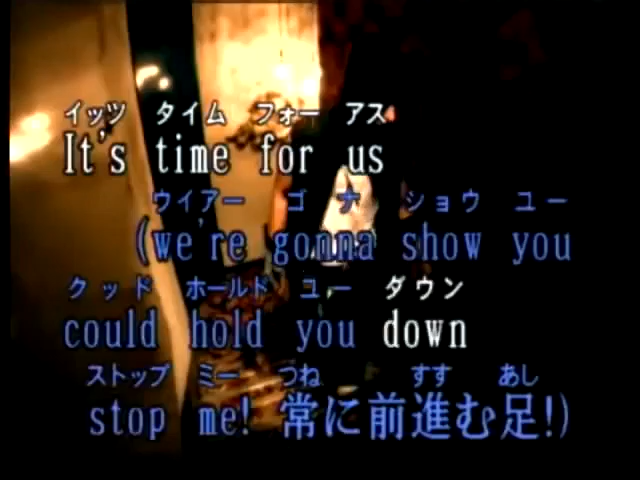 イッツ タイム フォー アス
It's time for us
ウイアー ゴナ ショウ ユー
(we're gonna show you
クッド ホールド ユー ダウン
could hold you down
ストップ ミー つね すす あし
stop me! 常に前進む足!)